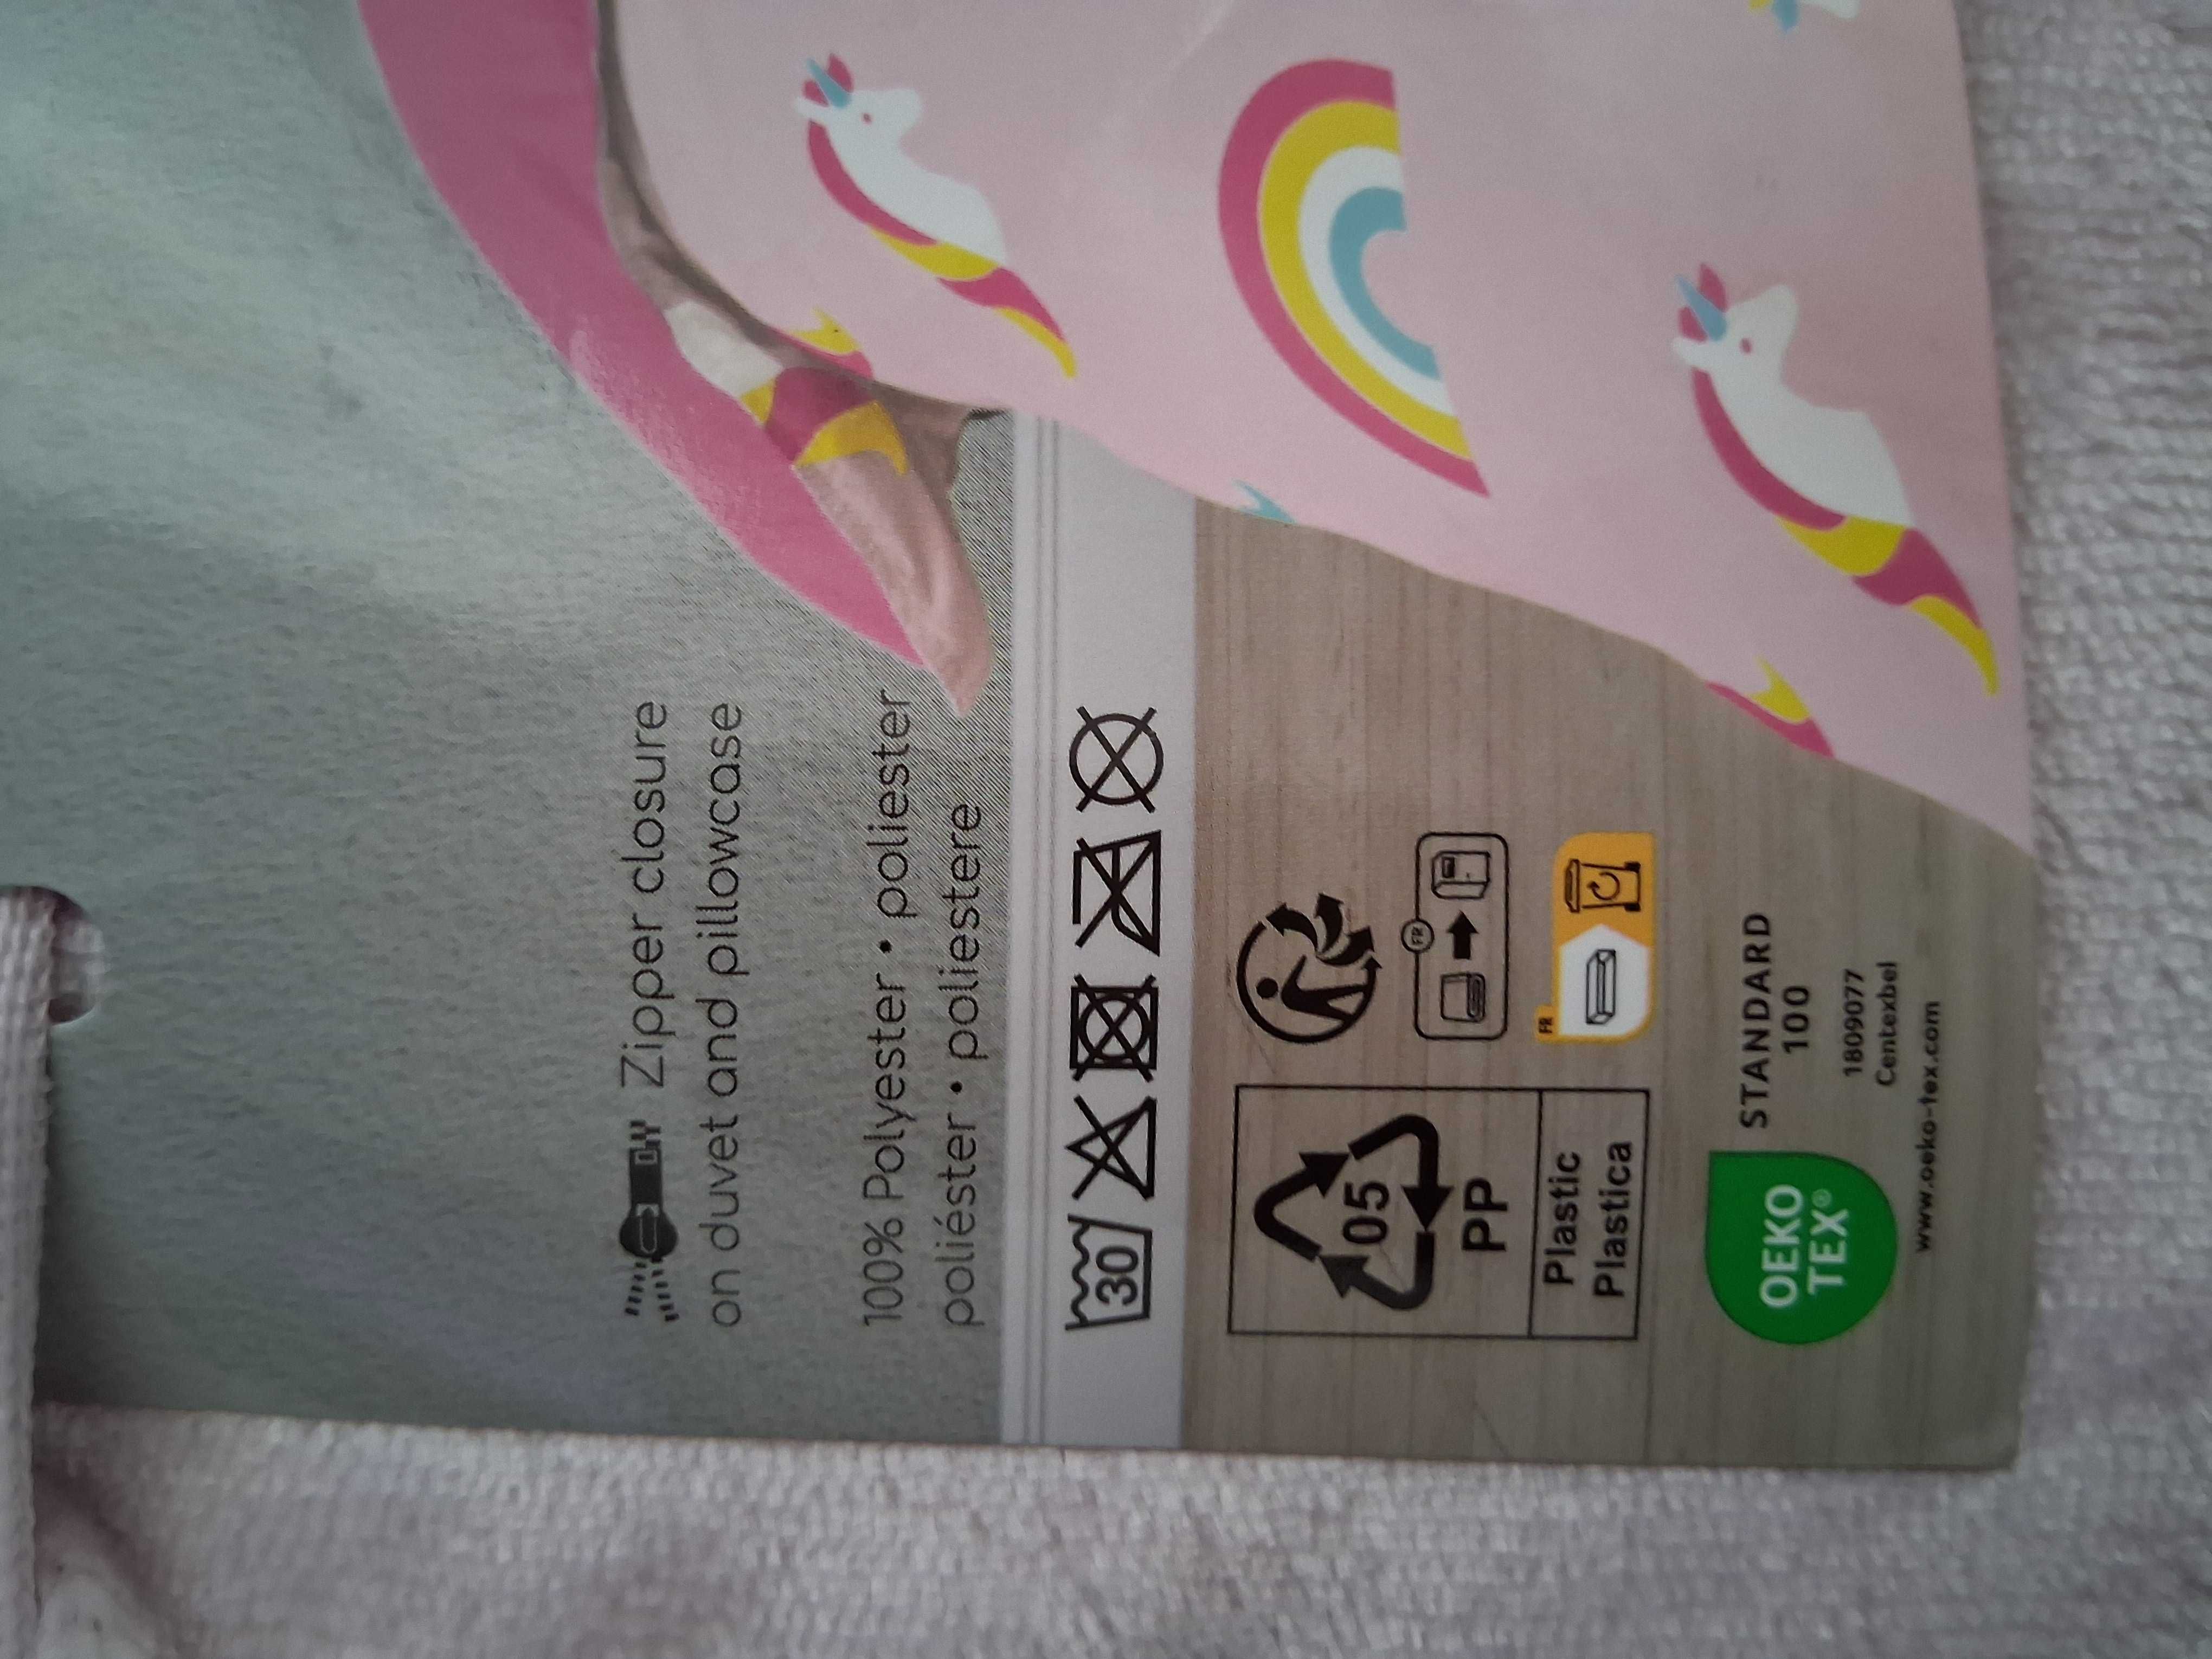 Zipper closure
on duvet and pillowcase
100% Polyester • poliester
poliéster • poliestere
30
05
PP
Plastic
Plastica
FR
FR
OEKO
TEX®
STANDARD
100
1809077
Centexbel
www.oeko-tex.com